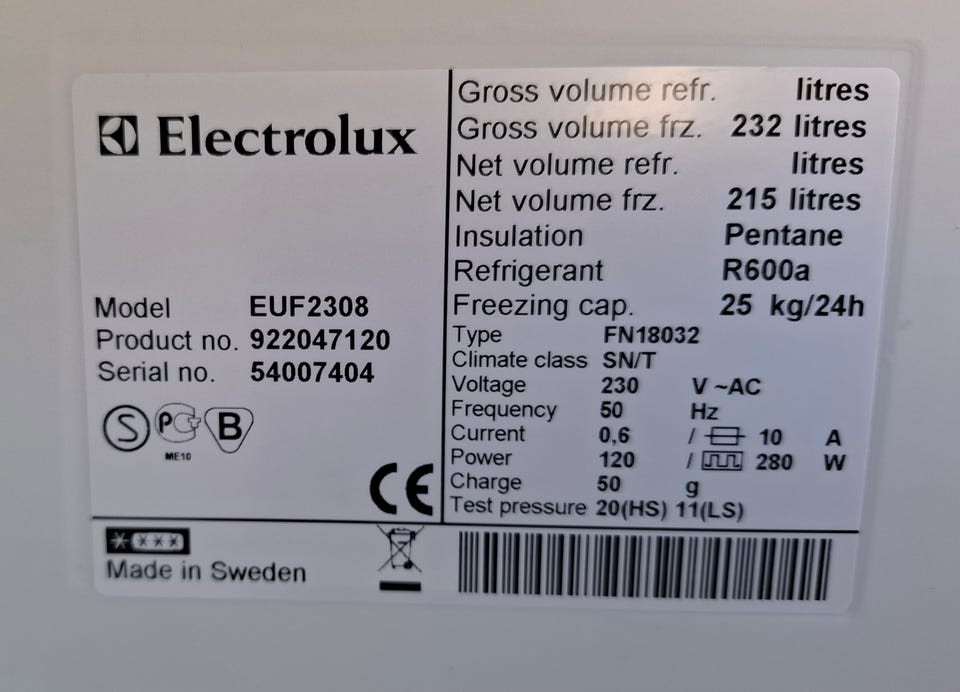 Electrolux
Model EUF2308
Product no. 922047120
Serial no. 54007404
S PCT B
ME10
CE
Made in Sweden
Gross volume refr. litres
Gross volume frz. 232 litres
Net volume refr. litres
Net volume frz. 215 litres
Insulation Pentane
Refrigerant R600a
Freezing cap. 25 kg/24h
Type FN18032
Climate class SN/T
Voltage 230 V ~AC
Frequency 50 Hz
Current 0,6 / 10 A
Power 120 / 280 W
Charge 50 g
Test pressure 20(HS) 11(LS)